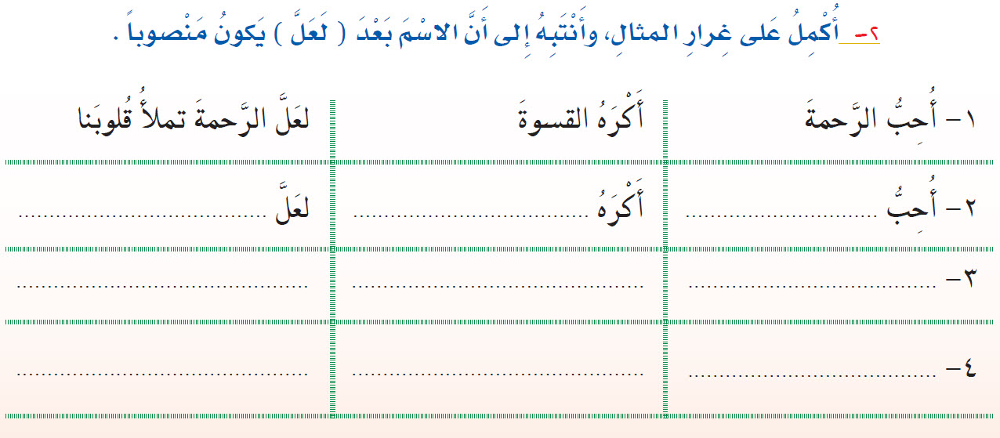 ٢- أُكْمِلُ عَلى غِرارِ المثالِ، وأَنْتَبِهُ إِلى أَنَّ الاسْمَ بَعْدَ ( لَعَلَّ ) يَكونُ مَنْصوباً .
١- أُحِبُّ الرَّحمةَ أَكْرَهُ القسوةَ لعَلَّ الرَّحمةَ تملأُ قُلوبَنا
٢- أُحِبُّ ............................... أَكْرَهُ ...................................... لعَلَّ ........................................
٣- ........................................ ............................................... ...............................................
٤- ........................................ ............................................... ...............................................